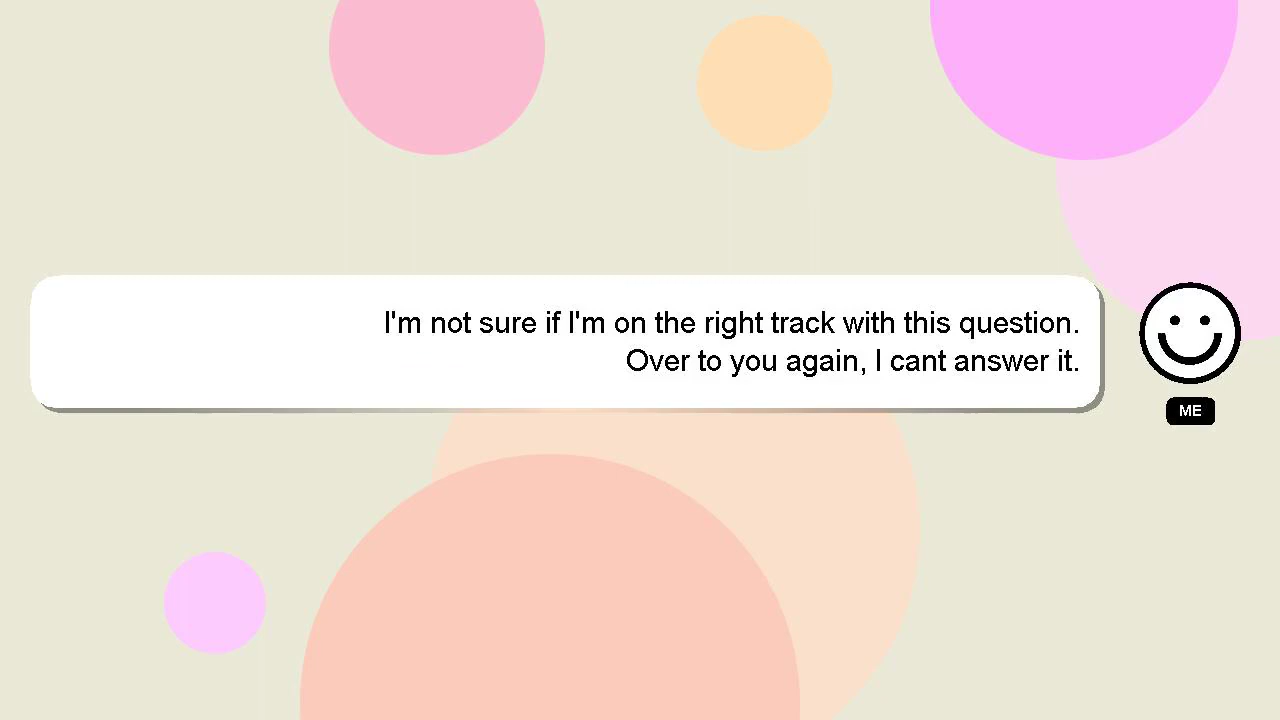 I'm not sure if I'm on the right track with this question.
Over to you again, I cant answer it.
ME